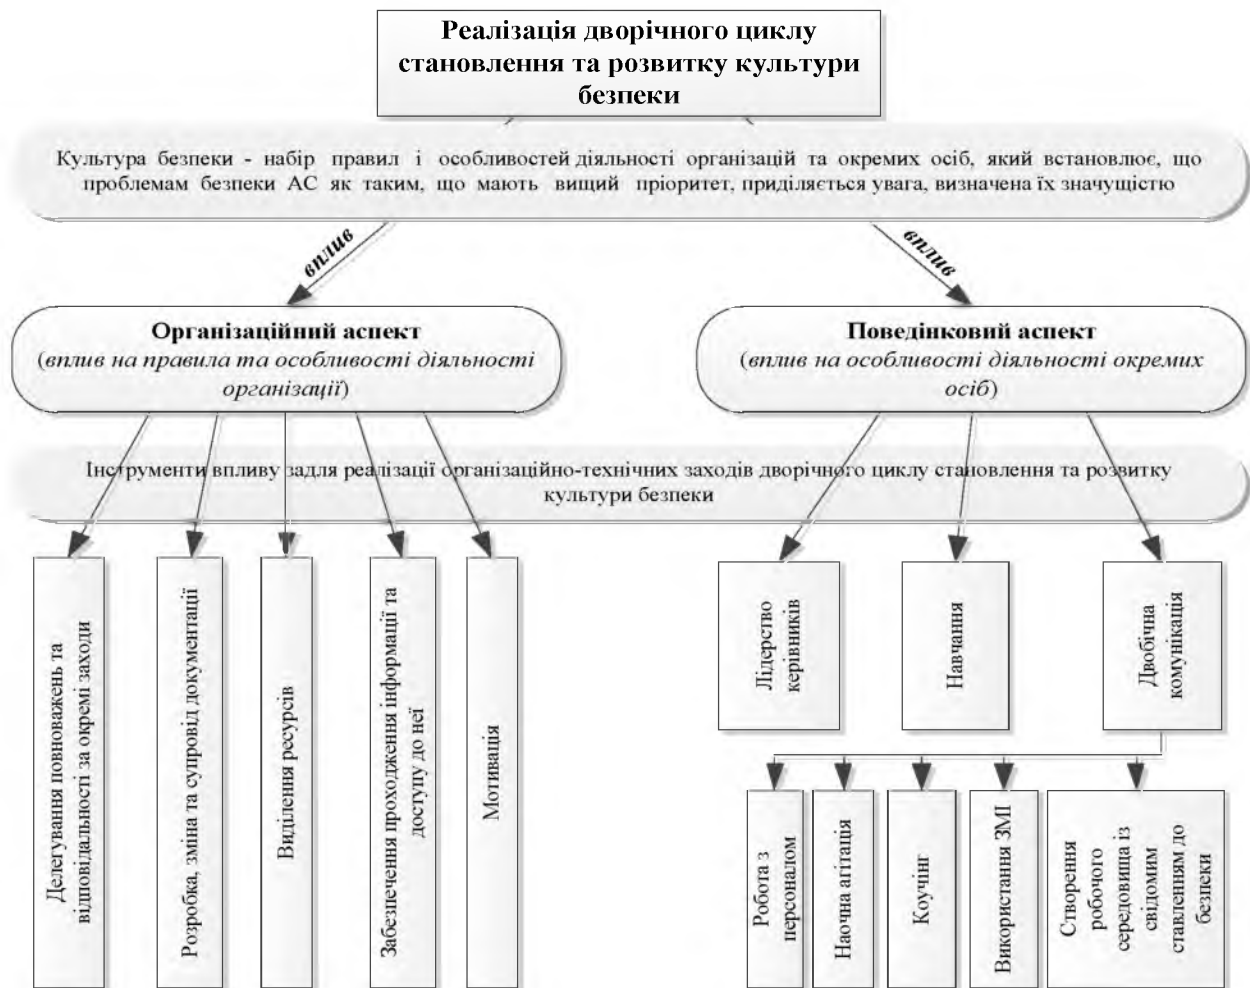 Реалізація дворічного циклу
становлення та розвитку культури
безпеки
Культура безпеки - набір правил і особливостей діяльності організацій та окремих осіб, який встановлює, що
проблемам безпеки АС як таким, що мають вищий пріоритет, приділяється увага, визначена їх значущістю
вплив
вплив
Організаційний аспект
(вплив на правила та особливості діяльності
організації)
Поведінковий аспект
(вплив на особливості діяльності окремих
осіб)
Інструменти впливу задля реалізації організаційно-технічних заходів дворічного циклу становлення та розвитку
культури безпеки
Делегування повноважень та
відповідальності за окремі заходи
Розробка, зміна та супровід документації
Виділення ресурсів
Забезпечення проходження інформації та
доступу до неї
Мотивація
Лідерство
керівників
Навчання
Двобічна
комунікація
Робота з
персоналом
Наочна агітація
Коучінг
Використання ЗМІ
Створення
робочого
середовища із
свідомим
ставленням до
безпеки